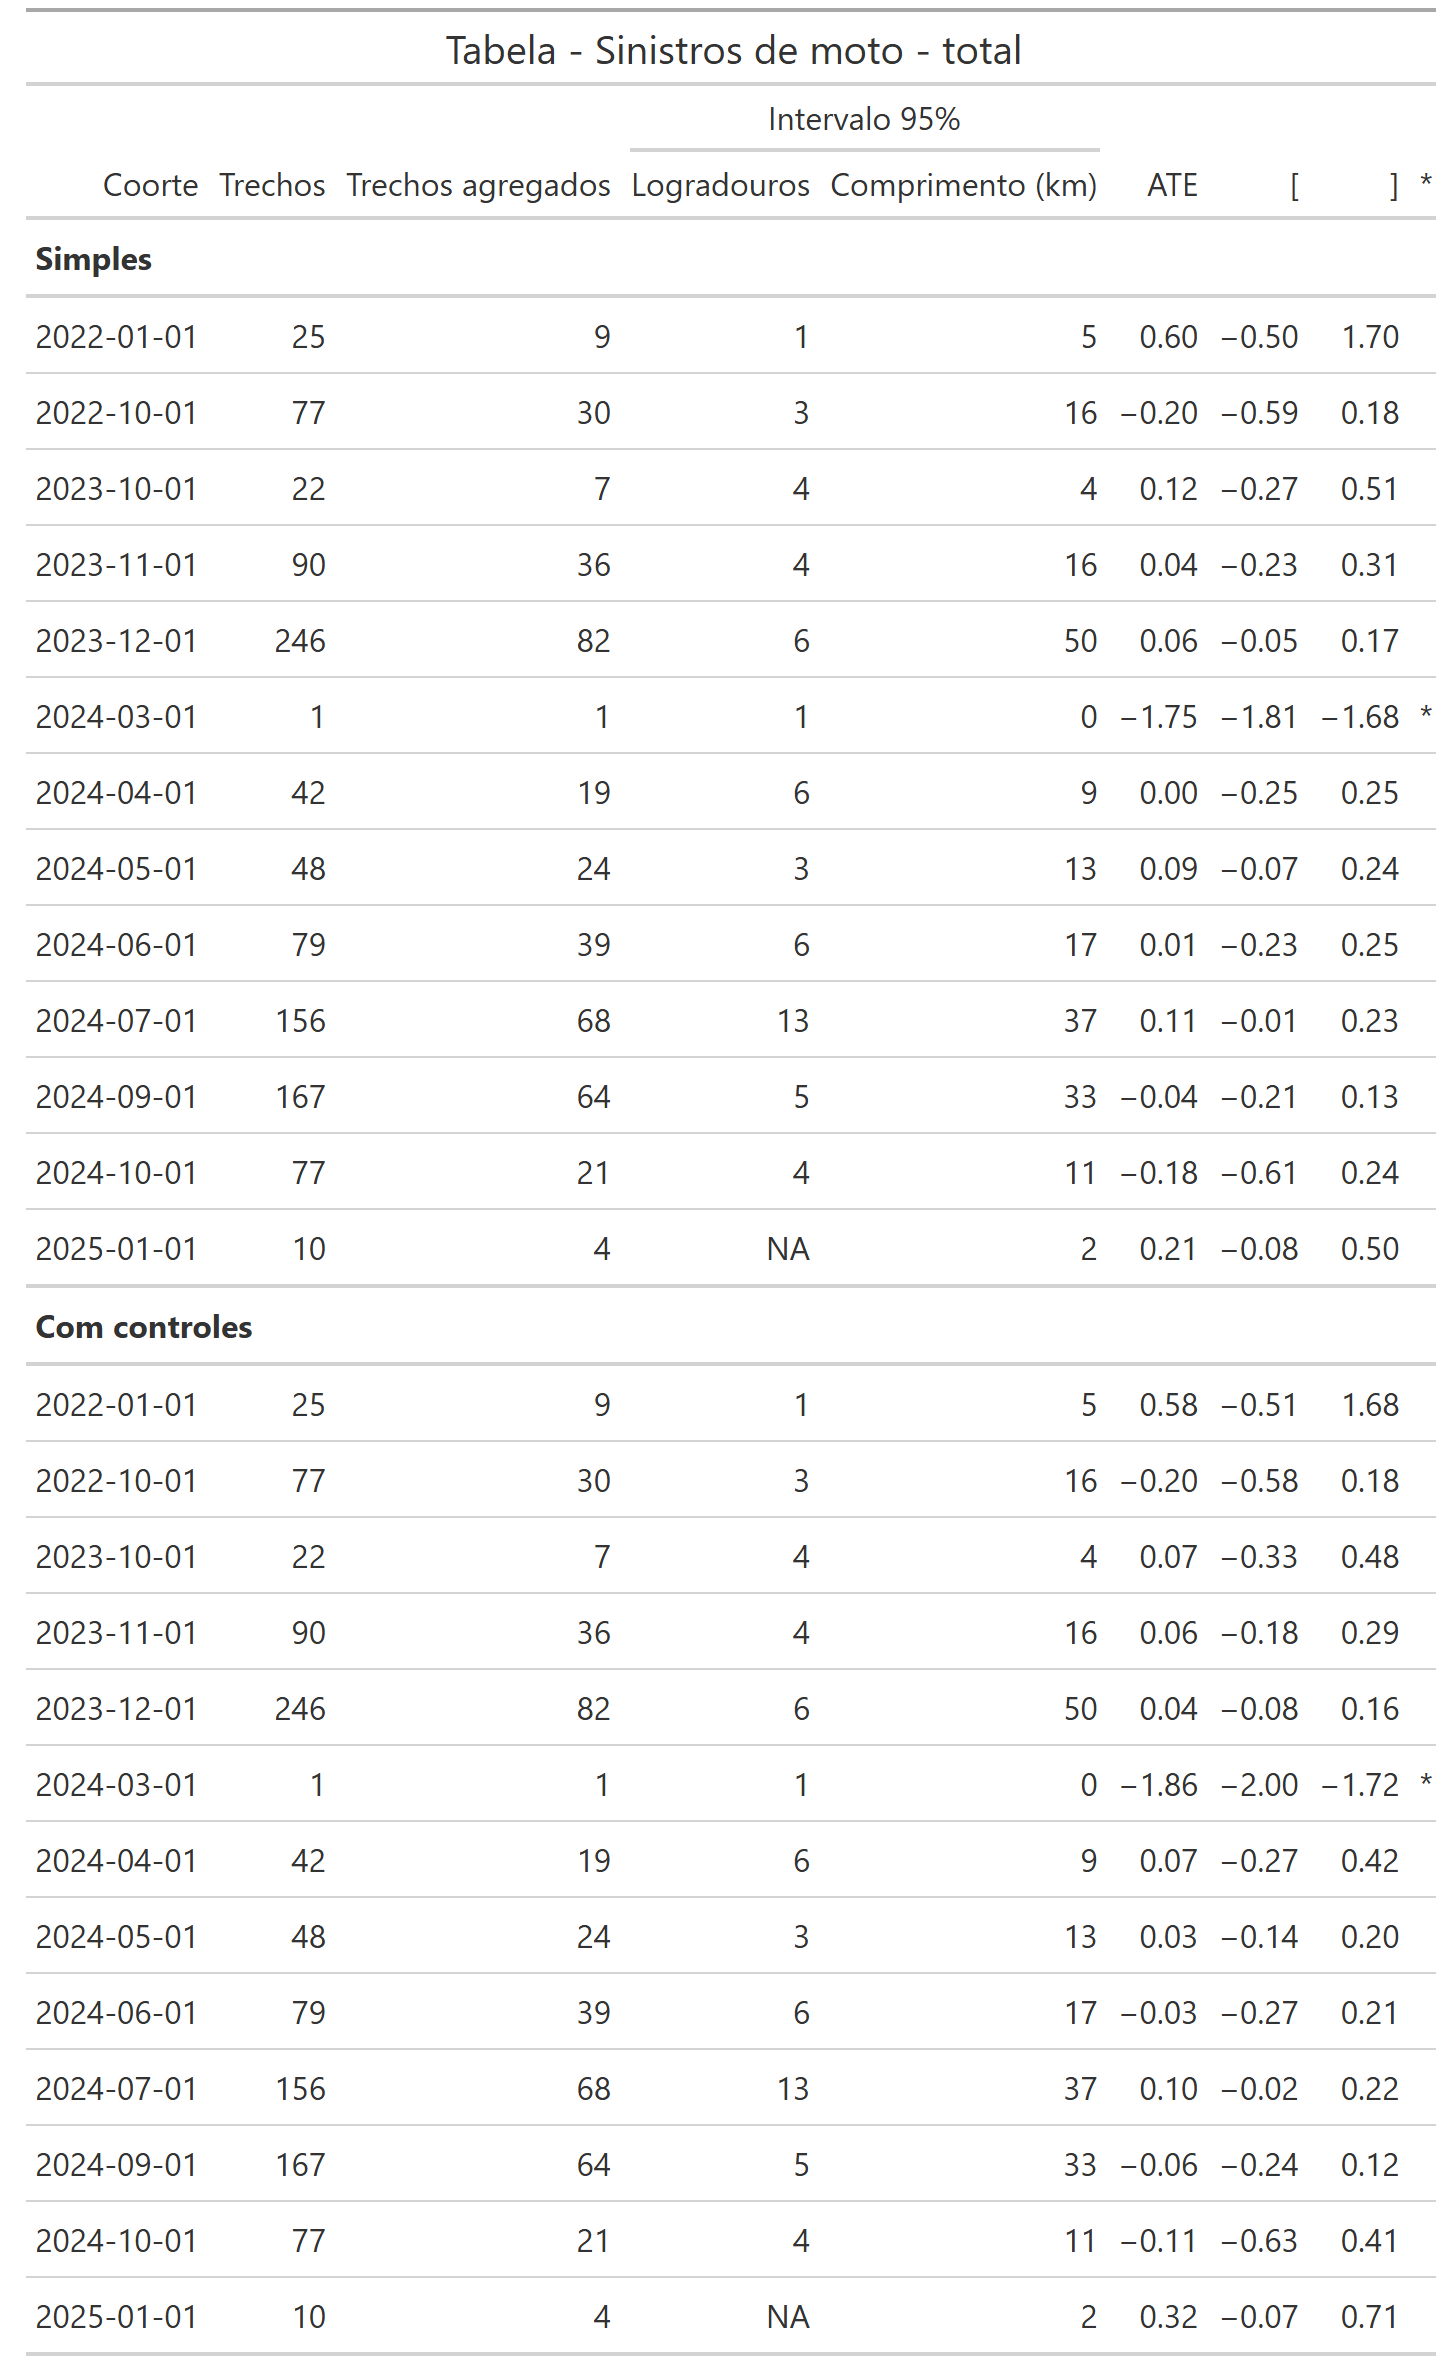 Tabela - Sinistros de moto - total
Intervalo 95%
Coorte Trechos Trechos agregados Logradouros Comprimento (km) ATE [ ] *
Simples
2022-01-01 25 9 1 5 0.60 −0.50 1.70
2022-10-01 77 30 3 16 −0.20 −0.59 0.18
2023-10-01 22 7 4 4 0.12 −0.27 0.51
2023-11-01 90 36 4 16 0.04 −0.23 0.31
2023-12-01 246 82 6 50 0.06 −0.05 0.17
2024-03-01 1 1 1 0 −1.75 −1.81 −1.68 *
2024-04-01 42 19 6 9 0.00 −0.25 0.25
2024-05-01 48 24 3 13 0.09 −0.07 0.24
2024-06-01 79 39 6 17 0.01 −0.23 0.25
2024-07-01 156 68 13 37 0.11 −0.01 0.23
2024-09-01 167 64 5 33 −0.04 −0.21 0.13
2024-10-01 77 21 4 11 −0.18 −0.61 0.24
2025-01-01 10 4 NA 2 0.21 −0.08 0.50
Com controles
2022-01-01 25 9 1 5 0.58 −0.51 1.68
2022-10-01 77 30 3 16 −0.20 −0.58 0.18
2023-10-01 22 7 4 4 0.07 −0.33 0.48
2023-11-01 90 36 4 16 0.06 −0.18 0.29
2023-12-01 246 82 6 50 0.04 −0.08 0.16
2024-03-01 1 1 1 0 −1.86 −2.00 −1.72 *
2024-04-01 42 19 6 9 0.07 −0.27 0.42
2024-05-01 48 24 3 13 0.03 −0.14 0.20
2024-06-01 79 39 6 17 −0.03 −0.27 0.21
2024-07-01 156 68 13 37 0.10 −0.02 0.22
2024-09-01 167 64 5 33 −0.06 −0.24 0.12
2024-10-01 77 21 4 11 −0.11 −0.63 0.41
2025-01-01 10 4 NA 2 0.32 −0.07 0.71